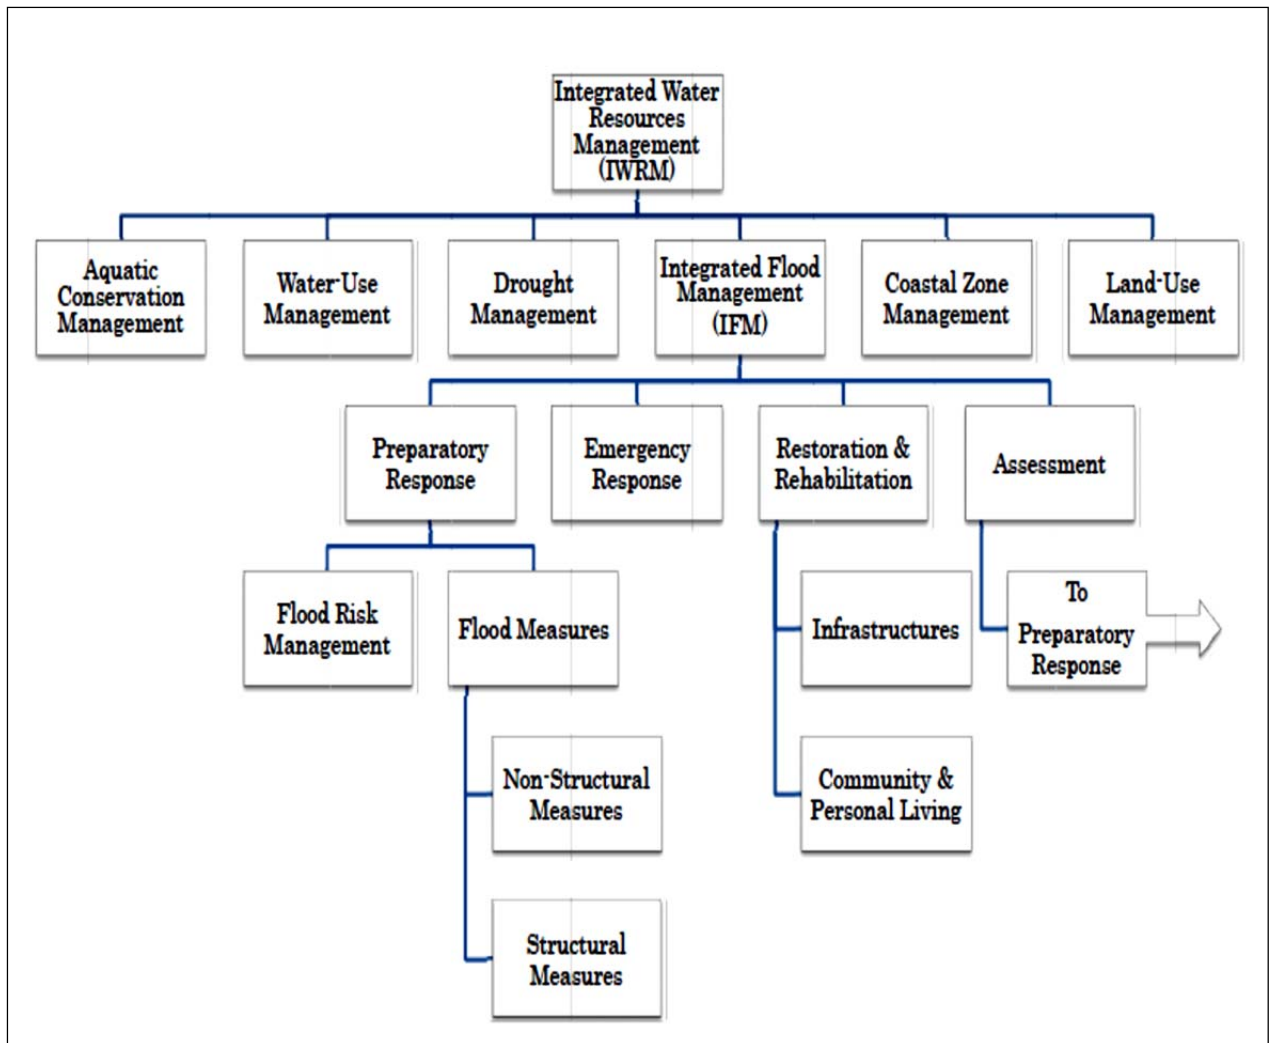 Integrated Water
Resources
Management
(IWRM)
Aquatic
Conservation
Management
Water-Use
Management
Drought
Management
Integrated Flood
Management
(IFM)
Coastal Zone
Management
Land-Use
Management
Preparatory
Response
Emergency
Response
Restoration &
Rehabilitation
Assessment
Flood Risk
Management
Flood Measures
Infrastructures
To
Preparatory
Response
Non-Structural
Measures
Community &
Personal Living
Structural
Measures